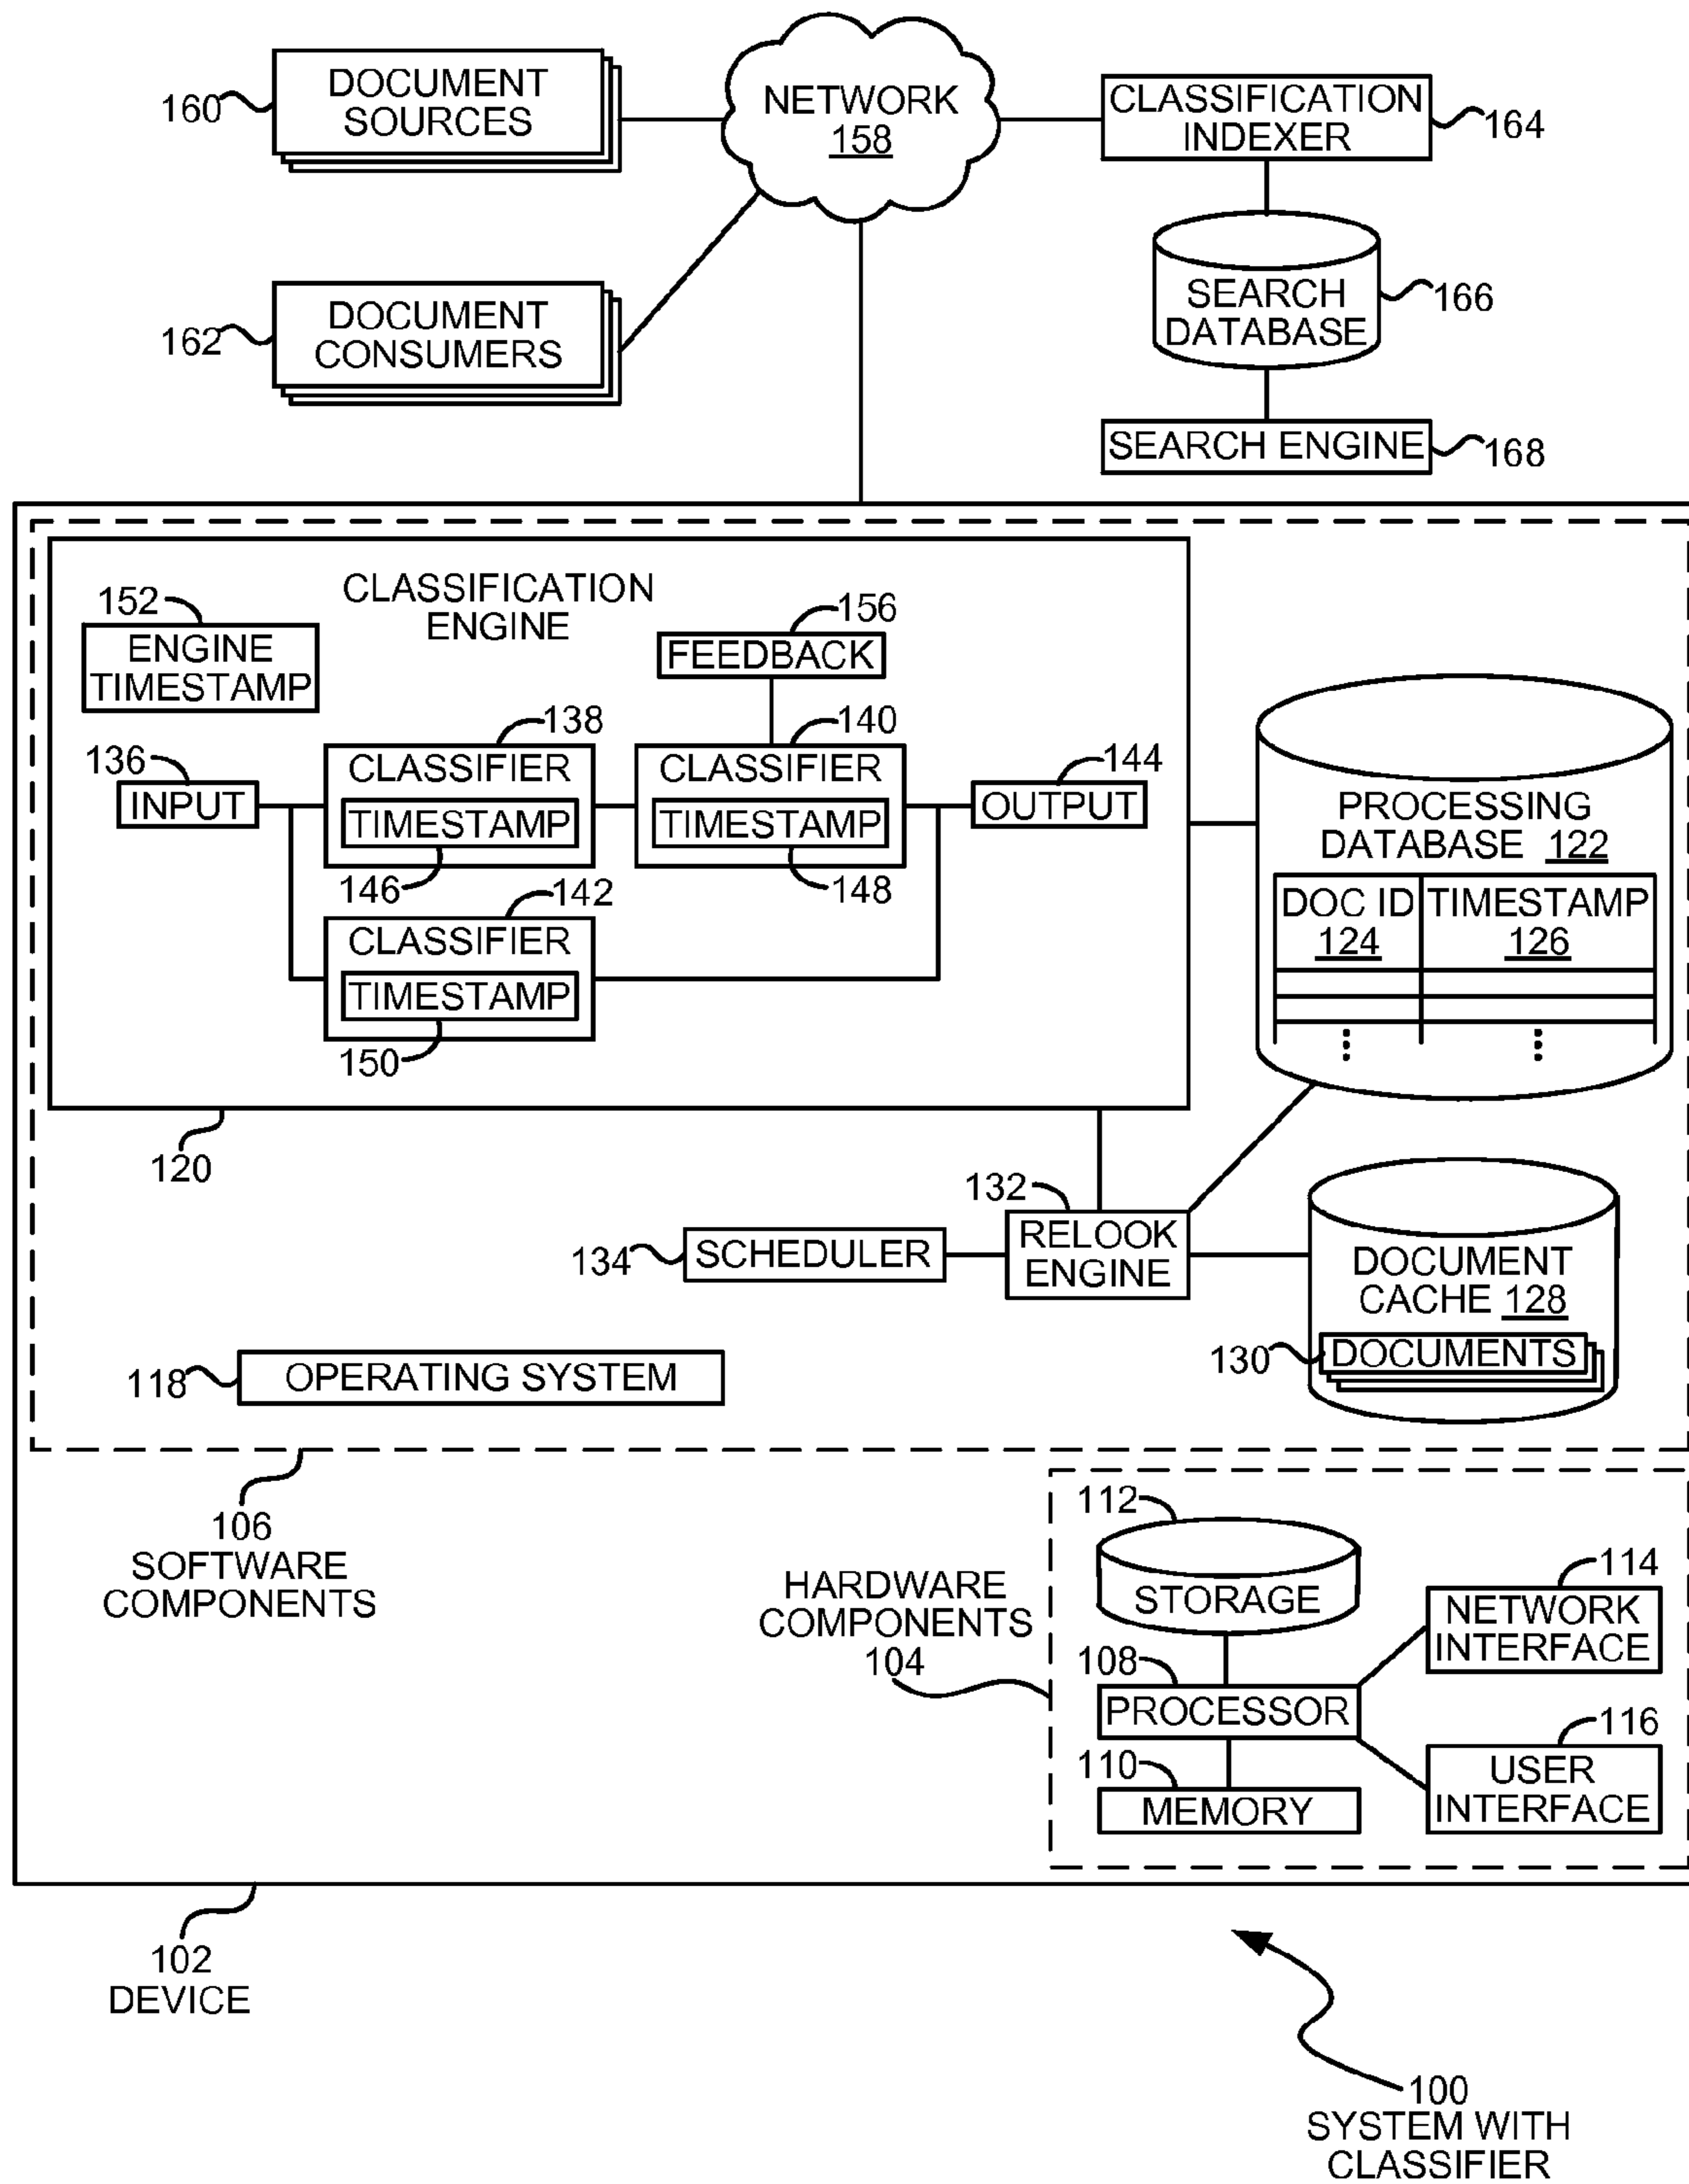 DOCUMENT
SOURCES
160
NETWORK
158
CLASSIFICATION
INDEXER
164
DOCUMENT
CONSUMERS
162
SEARCH
DATABASE
166
SEARCH ENGINE
168
CLASSIFICATION
ENGINE
152
ENGINE
TIMESTAMP
156
FEEDBACK
136
INPUT
138
CLASSIFIER
TIMESTAMP
146
140
CLASSIFIER
TIMESTAMP
148
144
OUTPUT
142
CLASSIFIER
TIMESTAMP
150
120
PROCESSING
DATABASE 122
DOC ID TIMESTAMP
124 126
132
RELOOK
ENGINE
134
SCHEDULER
DOCUMENT
CACHE 128
130
DOCUMENTS
118
OPERATING SYSTEM
106
SOFTWARE
COMPONENTS
HARDWARE
COMPONENTS
104
112
STORAGE
114
NETWORK
INTERFACE
108
PROCESSOR
116
USER
INTERFACE
110
MEMORY
102
DEVICE
100
SYSTEM WITH
CLASSIFIER